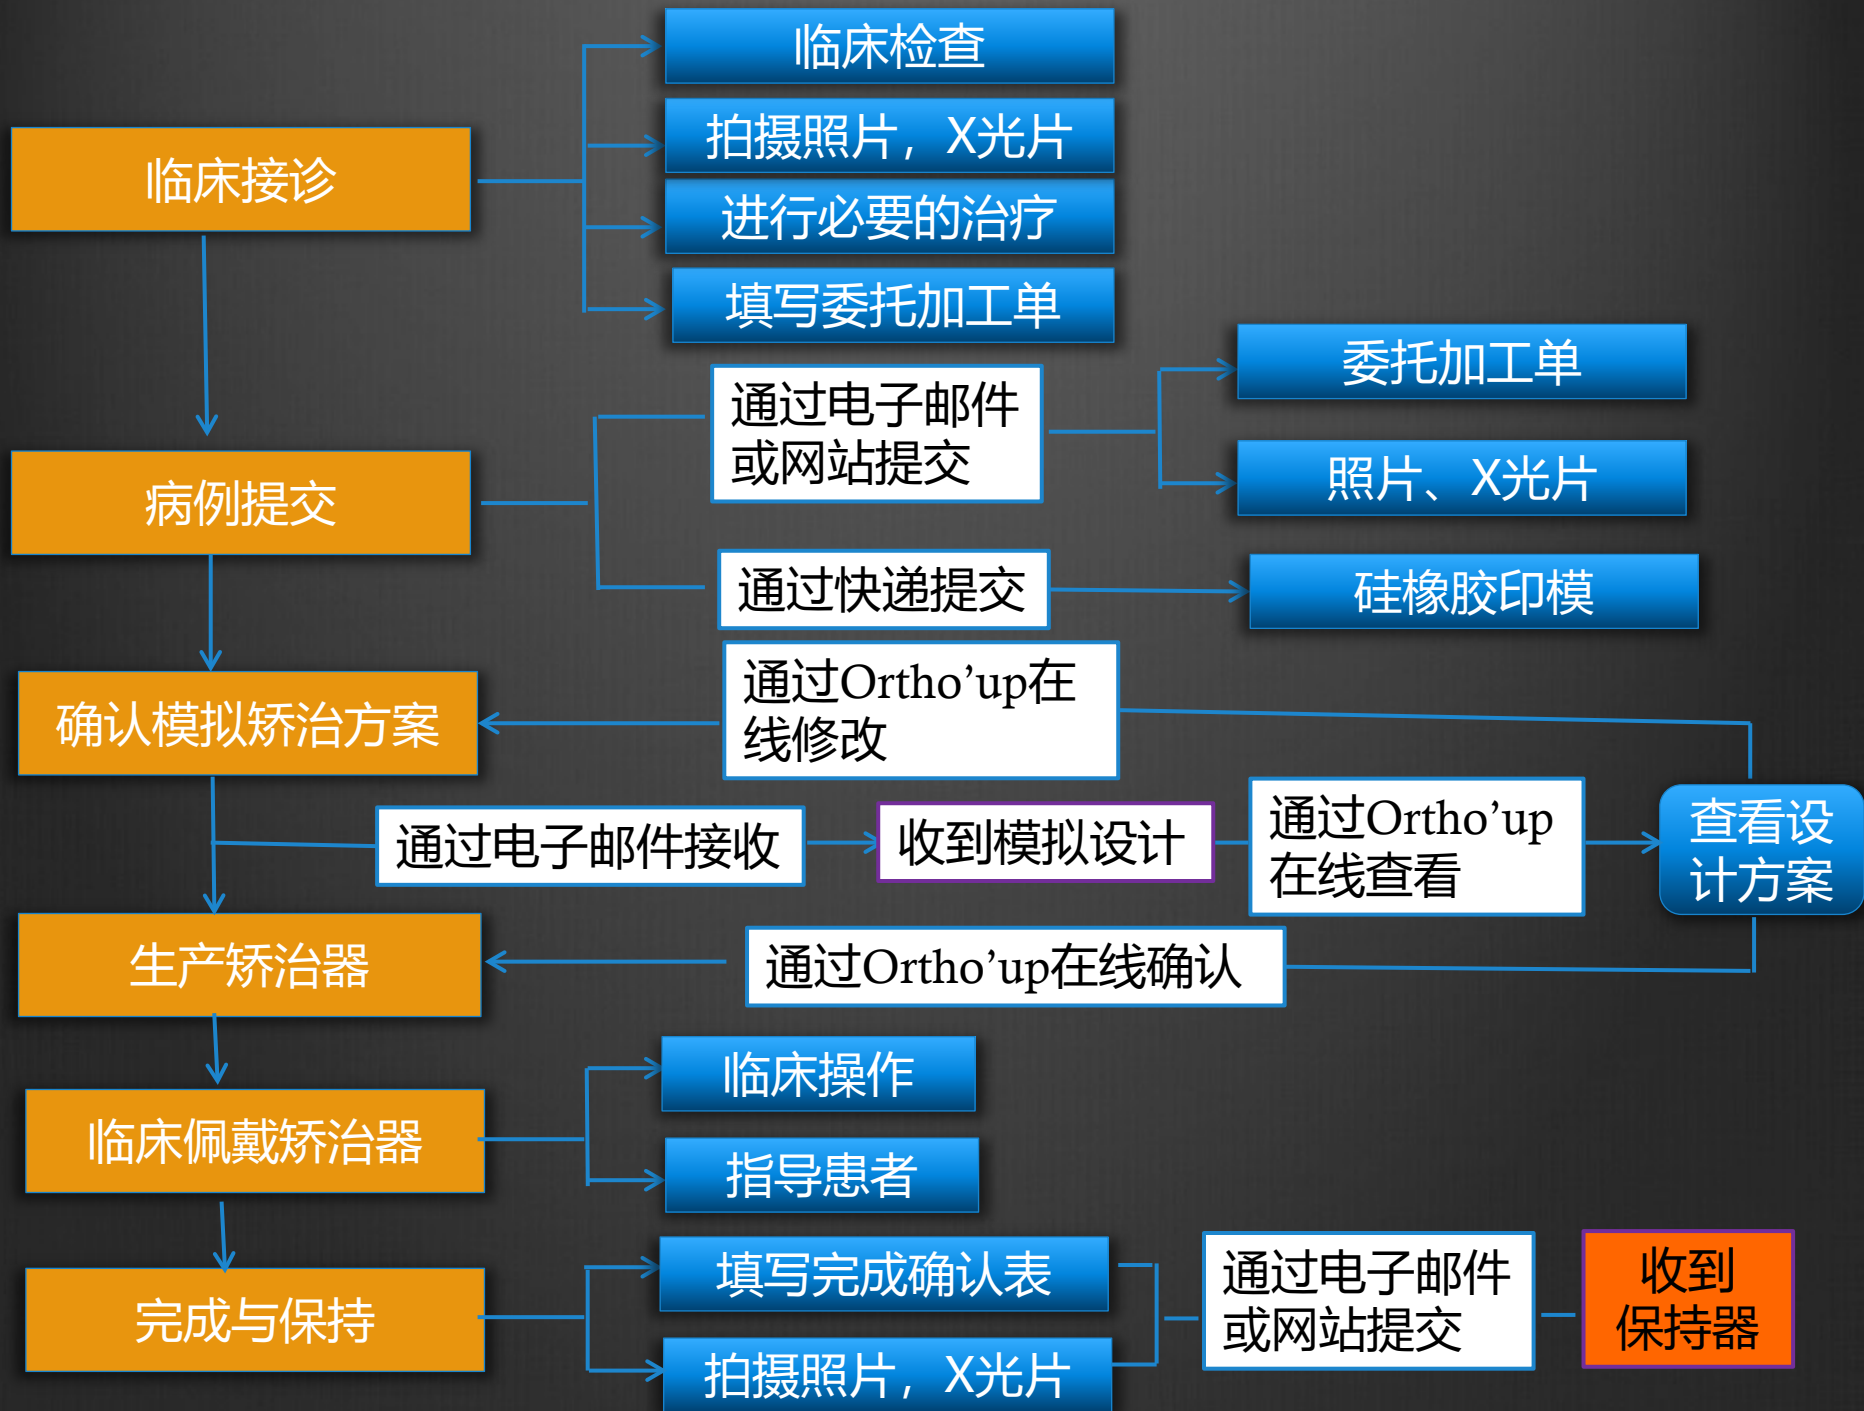 临床检查
拍摄照片，X光片
临床接诊
进行必要的治疗
填写委托加工单
通过电子邮件
或网站提交
委托加工单
照片、X光片
病例提交
通过快递提交
硅橡胶印模
通过Ortho’up在
线修改
确认模拟矫治方案
通过电子邮件接收
收到模拟设计
通过Ortho’up
在线查看
查看设
计方案
生产矫治器
通过Ortho’up在线确认
临床操作
临床佩戴矫治器
指导患者
填写完成确认表
完成与保持
拍摄照片，X光片
通过电子邮件
或网站提交
收到
保持器